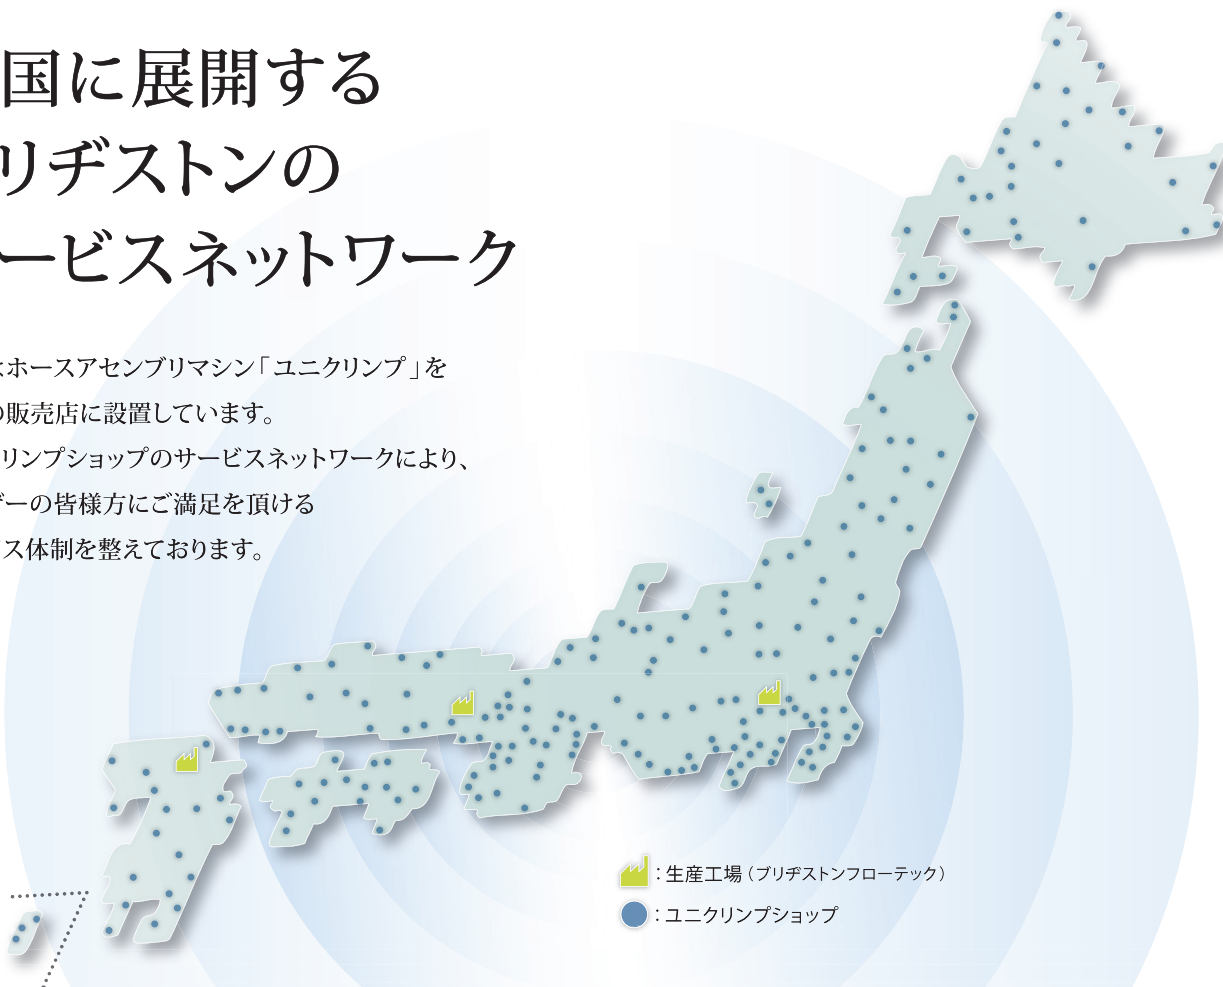 国に展開する
リヂストンの
ービスネットワーク
ホースアセンブリマシン「ユニクリンプ」を
販売店に設置しています。
リンプショップのサービスネットワークにより、
ーの皆様方にご満足を頂ける
ス体制を整えております。
：生産工場（ブリヂストンフローテック）
：ユニクリンプショップ